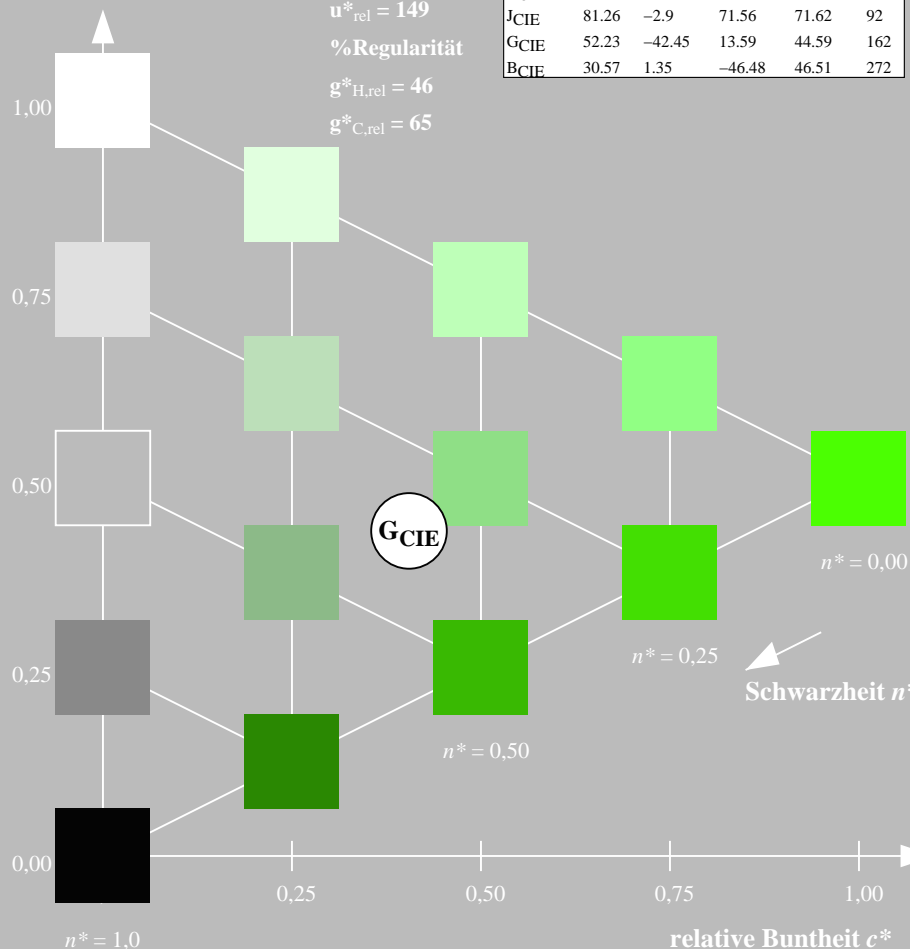 u*rel = 149
%Regularität
g*H,rel = 46
g*C,rel = 65
JCIE 81.26 −2.9 71.56 71.62 92
GCIE 52.23 −42.45 13.59 44.59 162
BCIE 30.57 1.35 −46.48 46.51 272
1,00
0,75
0,50
GCIE
n* = 0,00
n* = 0,25
0,25
Schwarzheit n*
n* = 0,50
0,00
0,25 0,50 0,75 1,00
n* = 1,0
relative Buntheit c*